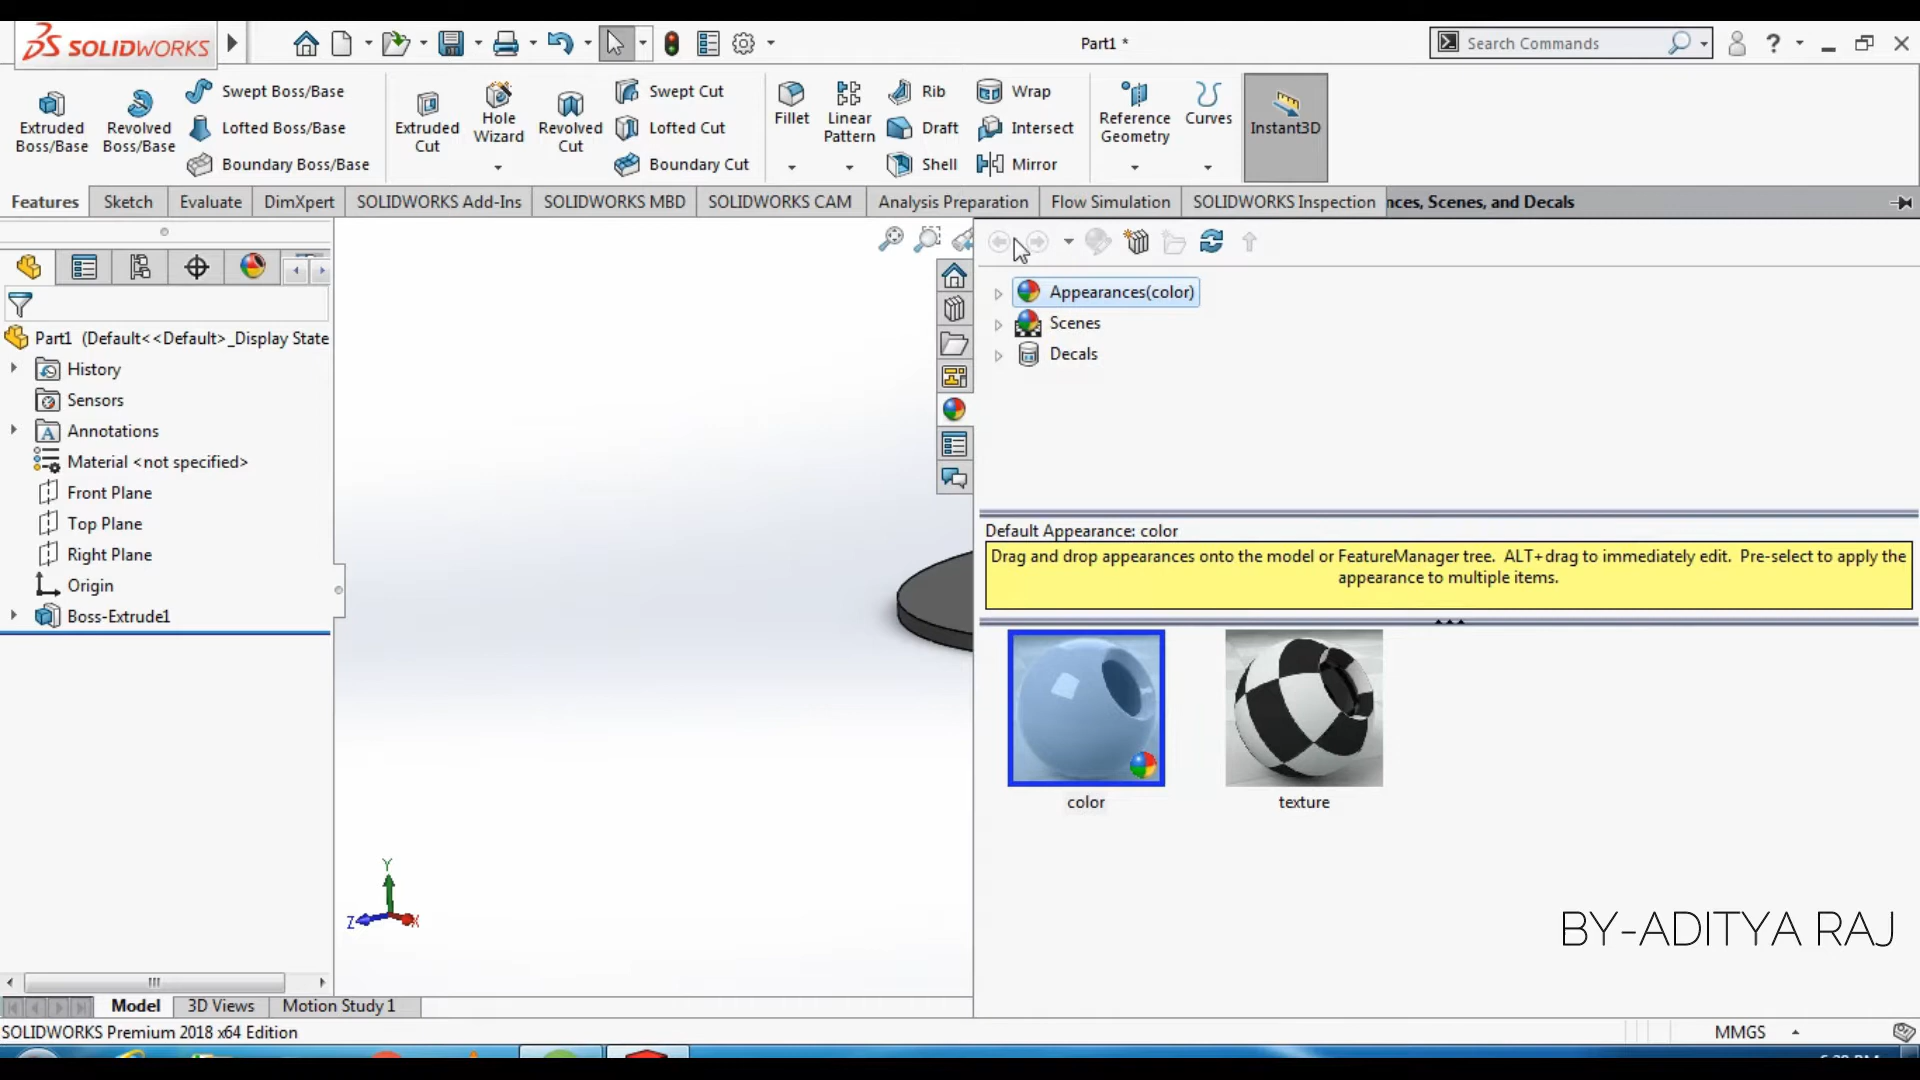 SOLIDWORKS
Part1 *
Search Commands
Extruded Boss/Base
Revolved Boss/Base
Swept Boss/Base
Lofted Boss/Base
Boundary Boss/Base
Extruded Cut
Hole Wizard
Revolved Cut
Swept Cut
Lofted Cut
Boundary Cut
Fillet
Linear Pattern
Rib
Draft
Shell
Wrap
Intersect
Mirror
Reference Geometry
Curves
Instant3D
Features Sketch Evaluate DimXpert SOLIDWORKS Add-Ins SOLIDWORKS MBD SOLIDWORKS CAM Analysis Preparation Flow Simulation SOLIDWORKS Inspection nces, Scenes, and Decals
Part1 (Default<<Default>_Display State
History
Sensors
Annotations
Material <not specified>
Front Plane
Top Plane
Right Plane
Origin
Boss-Extrude1
Appearances(color)
Scenes
Decals
Default Appearance: color
Drag and drop appearances onto the model or FeatureManager tree. ALT+drag to immediately edit. Pre-select to apply the
appearance to multiple items.
color
texture
Y
Z
X
BY-ADITYA RAJ
Model 3D Views Motion Study 1
SOLIDWORKS Premium 2018 x64 Edition
MMGS